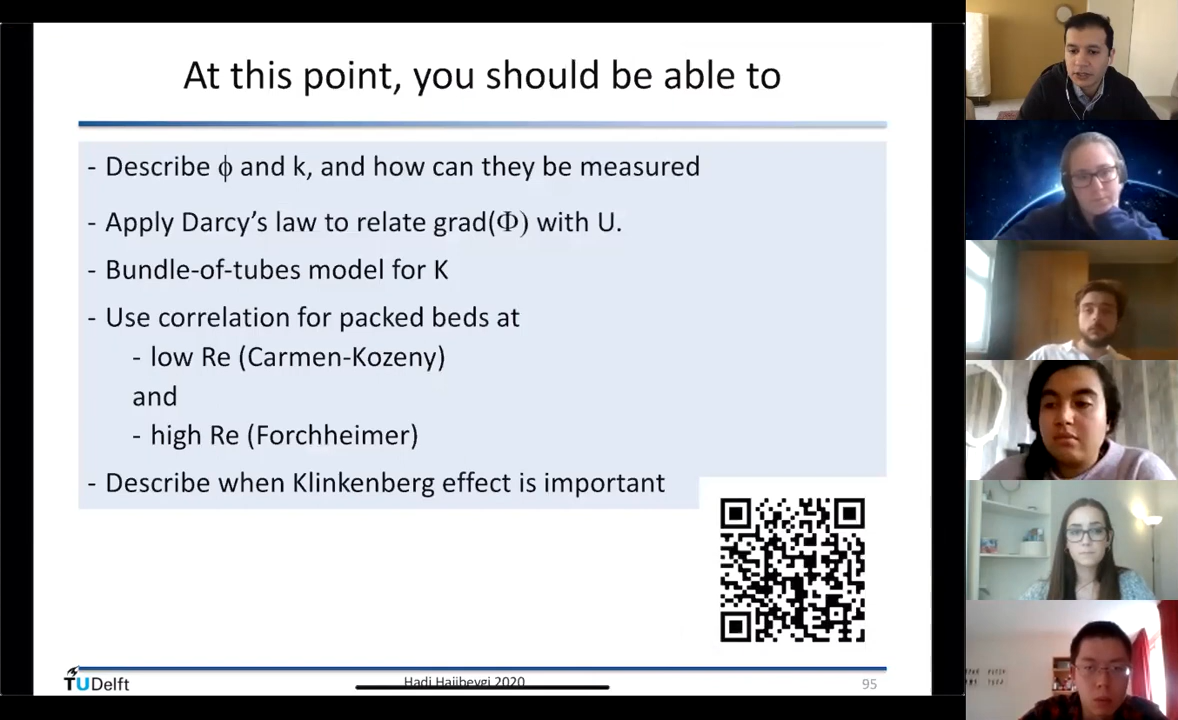 At this point, you should be able to
- Describe ϕ and k, and how can they be measured
- Apply Darcy's law to relate grad(Φ) with U.
- Bundle-of-tubes model for K
- Use correlation for packed beds at
- low Re (Carmen-Kozeny)
and
- high Re (Forchheimer)
- Describe when Klinkenberg effect is important
TUDelft
Hadi Hajibeygi 2020
95